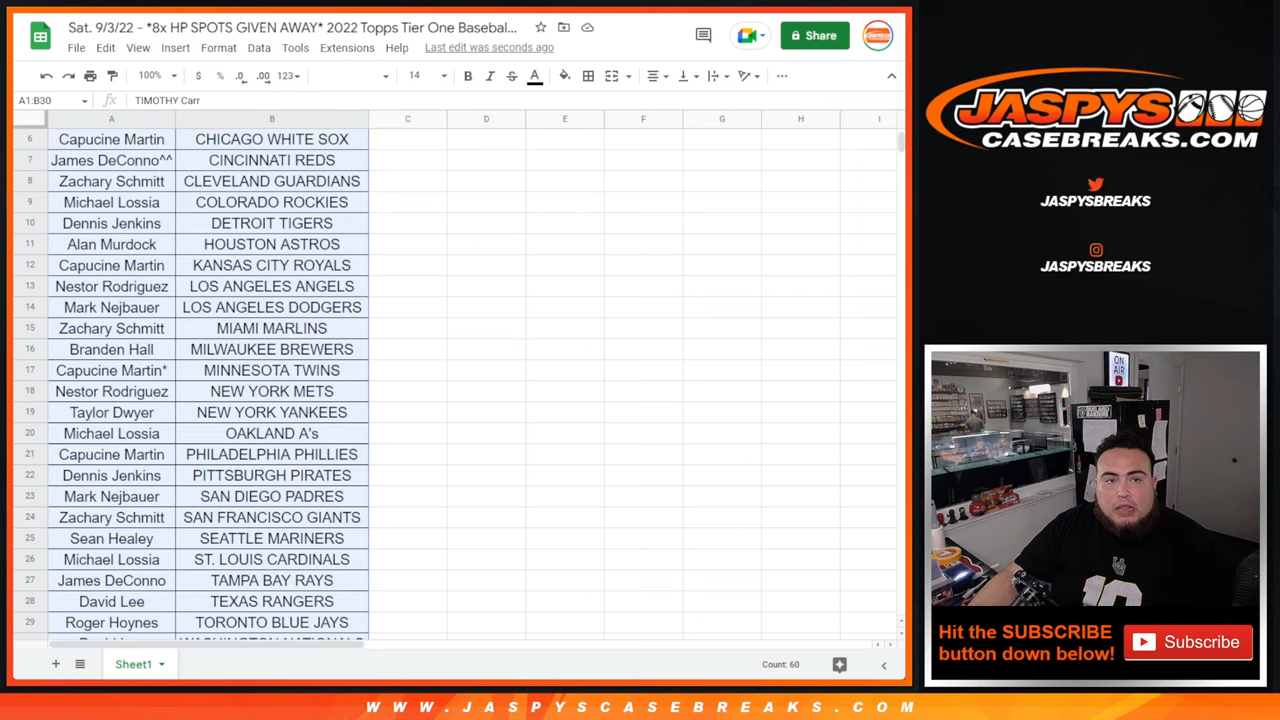 Sat. 9/3/22 - *8x HP SPOTS GIVEN AWAY* 2022 Topps Tier One Basebal...
Share
File Edit View Insert Format Data Tools Extensions Help Last edit was seconds ago
100% $ % .0 .00 123 14 B I S A
A1:B30 fx TIMOTHY Carr
A B C D E F G H I
6 Capucine Martin CHICAGO WHITE SOX
7 James DeConno^^ CINCINNATI REDS
8 Zachary Schmitt CLEVELAND GUARDIANS
9 Michael Lossia COLORADO ROCKIES
10 Dennis Jenkins DETROIT TIGERS
11 Alan Murdock HOUSTON ASTROS
12 Capucine Martin KANSAS CITY ROYALS
13 Nestor Rodriguez LOS ANGELES ANGELS
14 Mark Nejbauer LOS ANGELES DODGERS
15 Zachary Schmitt MIAMI MARLINS
16 Branden Hall MILWAUKEE BREWERS
17 Capucine Martin* MINNESOTA TWINS
18 Nestor Rodriguez NEW YORK METS
19 Taylor Dwyer NEW YORK YANKEES
20 Michael Lossia OAKLAND A's
21 Capucine Martin PHILADELPHIA PHILLIES
22 Dennis Jenkins PITTSBURGH PIRATES
23 Mark Nejbauer SAN DIEGO PADRES
24 Zachary Schmitt SAN FRANCISCO GIANTS
25 Sean Healey SEATTLE MARINERS
26 Michael Lossia ST. LOUIS CARDINALS
27 James DeConno TAMPA BAY RAYS
28 David Lee TEXAS RANGERS
29 Roger Hoynes TORONTO BLUE JAYS
WASHINGTON NATIONALS
Sheet1
Count: 60
JASPYS
CASEBREAKS.COM
JASPYSBREAKS
JASPYSBREAKS
ON
AIR
10
Hit the SUBSCRIBE
button down below!
Subscribe
WWW.JASPYSCASEBREAKS.COM